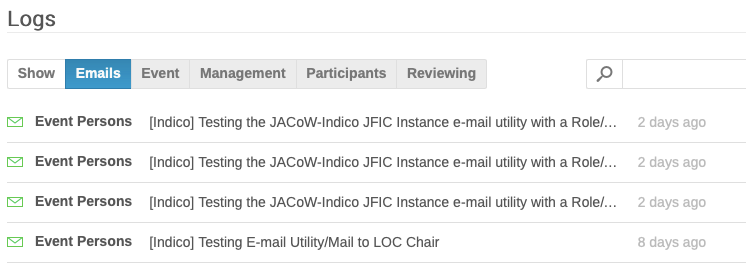 Logs
Show Emails Event Management Participants Reviewing
Event Persons [Indico] Testing the JACoW-Indico JFIC Instance e-mail utility with a Role/... 2 days ago
Event Persons [Indico] Testing the JACoW-Indico JFIC Instance e-mail utility with a Role/... 2 days ago
Event Persons [Indico] Testing the JACoW-Indico JFIC Instance e-mail utility with a Role/... 2 days ago
Event Persons [Indico] Testing E-mail Utility/Mail to LOC Chair 8 days ago